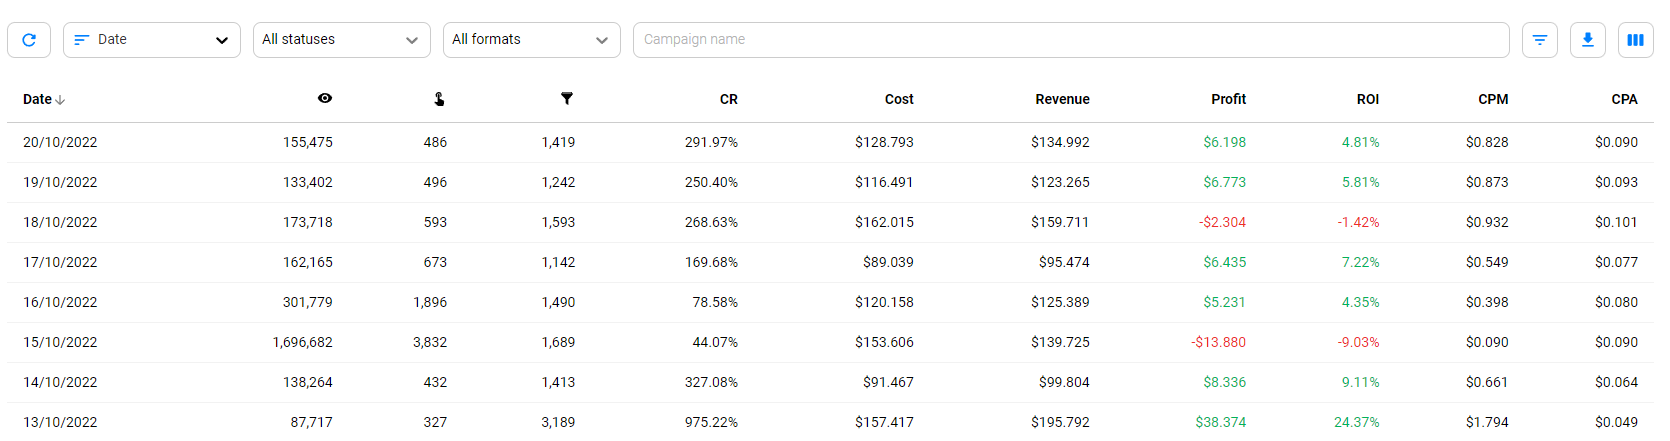 Date All statuses All formats Campaign name
Date CR Cost Revenue Profit ROI CPM CPA
20/10/2022 155,475 486 1,419 291.97% $128.793 $134.992 $6.198 4.81% $0.828 $0.090
19/10/2022 133,402 496 1,242 250.40% $116.491 $123.265 $6.773 5.81% $0.873 $0.093
18/10/2022 173,718 593 1,593 268.63% $162.015 $159.711 -$2.304 -1.42% $0.932 $0.101
17/10/2022 162,165 673 1,142 169.68% $89.039 $95.474 $6.435 7.22% $0.549 $0.077
16/10/2022 301,779 1,896 1,490 78.58% $120.158 $125.389 $5.231 4.35% $0.398 $0.080
15/10/2022 1,696,682 3,832 1,689 44.07% $153.606 $139.725 -$13.880 -9.03% $0.090 $0.090
14/10/2022 138,264 432 1,413 327.08% $91.467 $99.804 $8.336 9.11% $0.661 $0.064
13/10/2022 87,717 327 3,189 975.22% $157.417 $195.792 $38.374 24.37% $1.794 $0.049